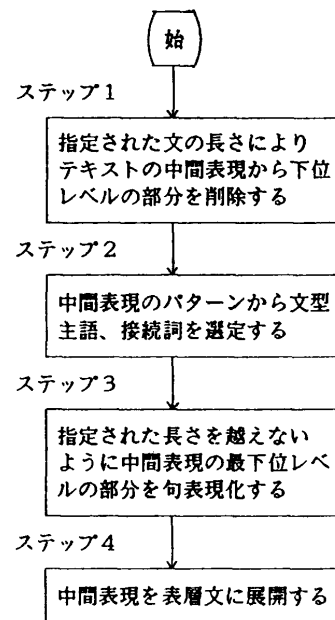 始
ステップ1
指定された文の長さにより
テキストの中間表現から下位
レベルの部分を削除する
ステップ2
中間表現のパターンから文型
主語、接続詞を選定する
ステップ3
指定された長さを越えない
ように中間表現の最下位レベ
ルの部分を句表現化する
ステップ4
中間表現を表層文に展開する